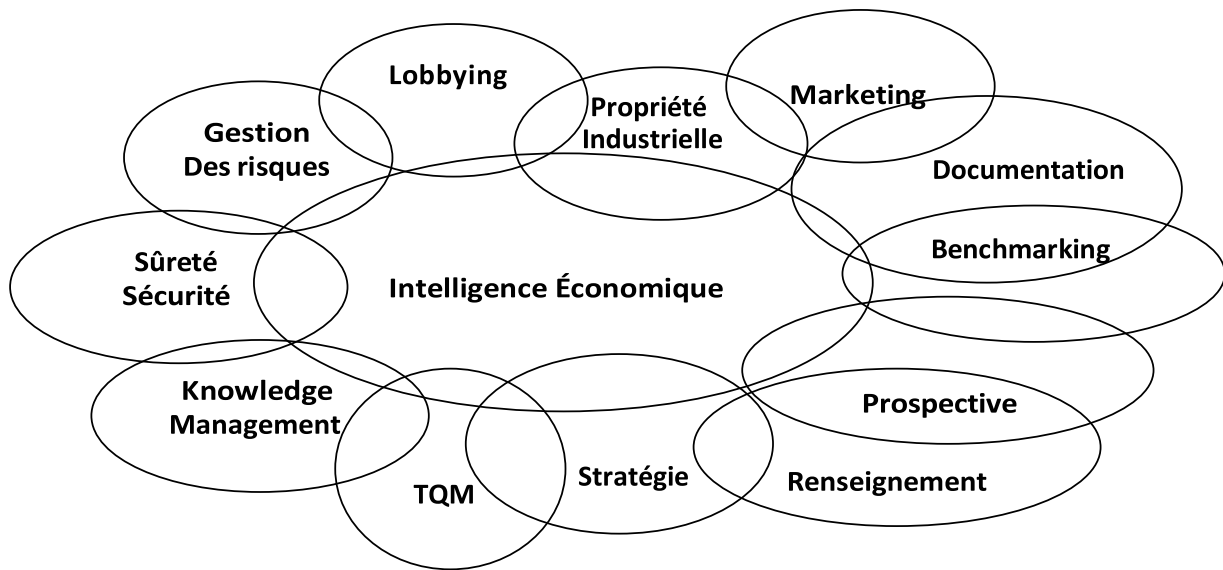 Lobbying
Marketing
Propriété
Industrielle
Gestion
Des risques
Documentation
Benchmarking
Sûreté
Sécurité
Intelligence Économique
Knowledge
Management
Prospective
Stratégie
Renseignement
TQM